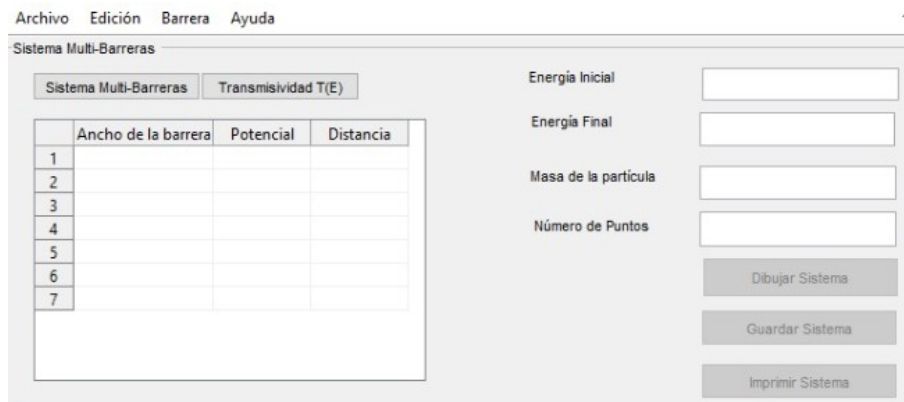 Archivo Edición Barrera Ayuda
Sistema Multi-Barreras
Sistema Multi-Barreras Transmisividad T(E)
Ancho de la barrera Potencial Distancia
1
2
3
4
5
6
7
Energía Inicial
Energía Final
Masa de la partícula
Número de Puntos
Dibujar Sistema
Guardar Sistema
Imprimir Sistema